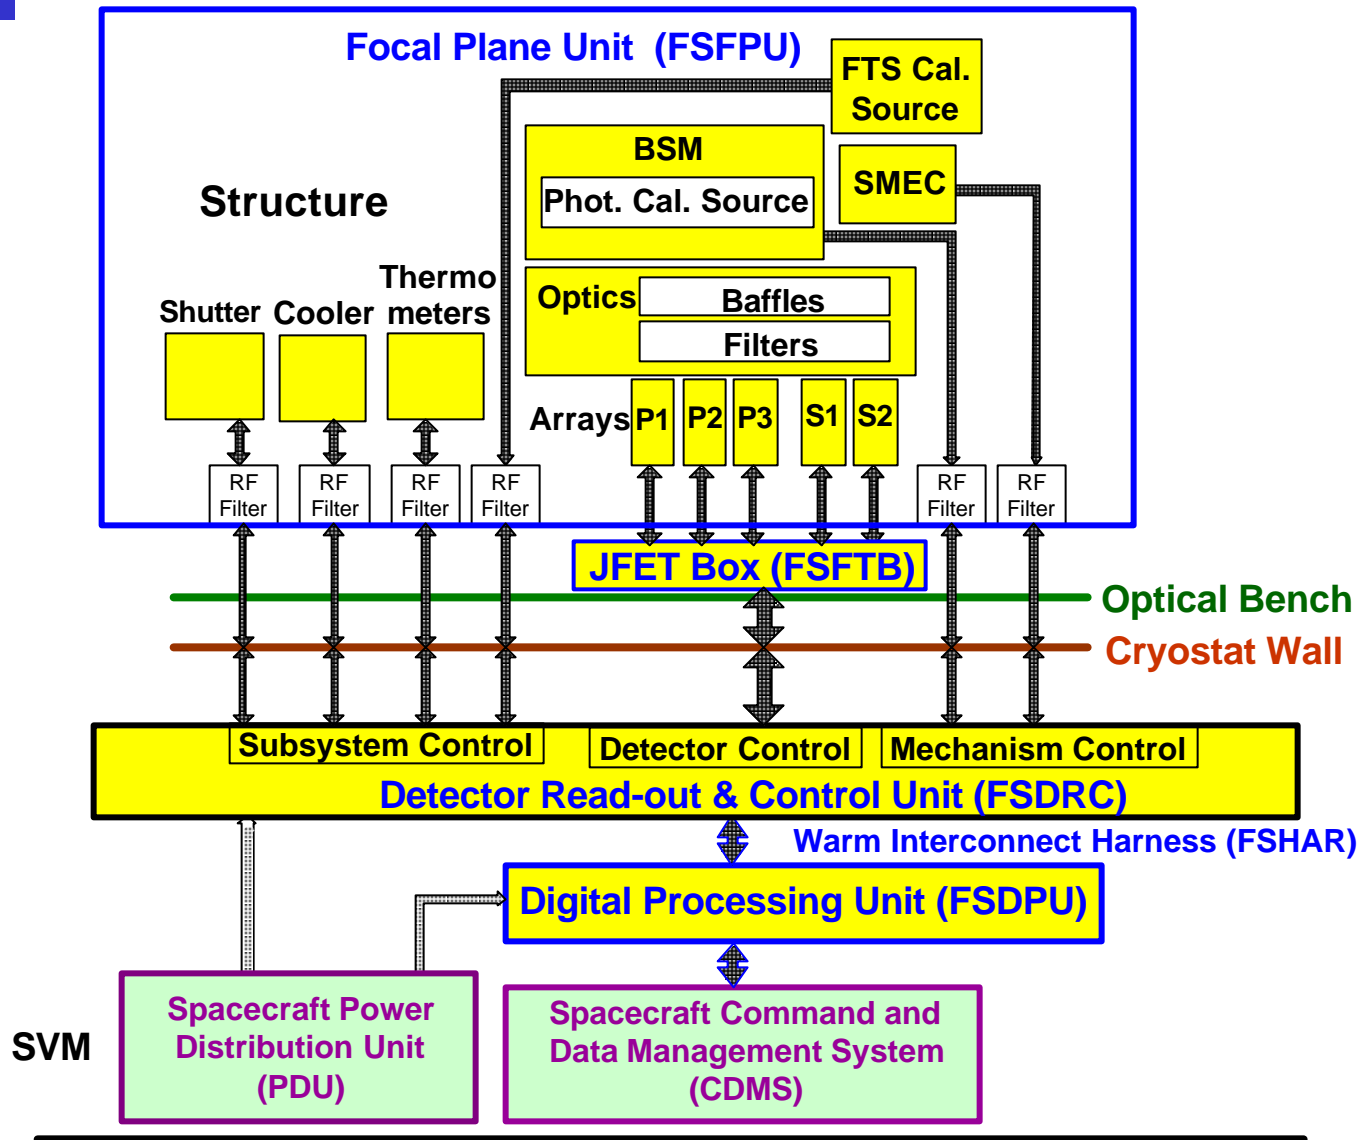 Focal Plane Unit (FSFPU)
FTS Cal.
Source
BSM
Phot. Cal. Source
SMEC
Structure
Thermo
meters
Shutter
Cooler
Optics
Baffles
Filters
Arrays
P1
P2
P3
S1
S2
RF
Filter
RF
Filter
RF
Filter
RF
Filter
RF
Filter
RF
Filter
JFET Box (FSFTB)
Optical Bench
Cryostat Wall
Subsystem Control
Detector Control
Mechanism Control
Detector Read-out & Control Unit (FSDRC)
Warm Interconnect Harness (FSHAR)
Digital Processing Unit (FSDPU)
SVM
Spacecraft Power
Distribution Unit
(PDU)
Spacecraft Command and
Data Management System
(CDMS)